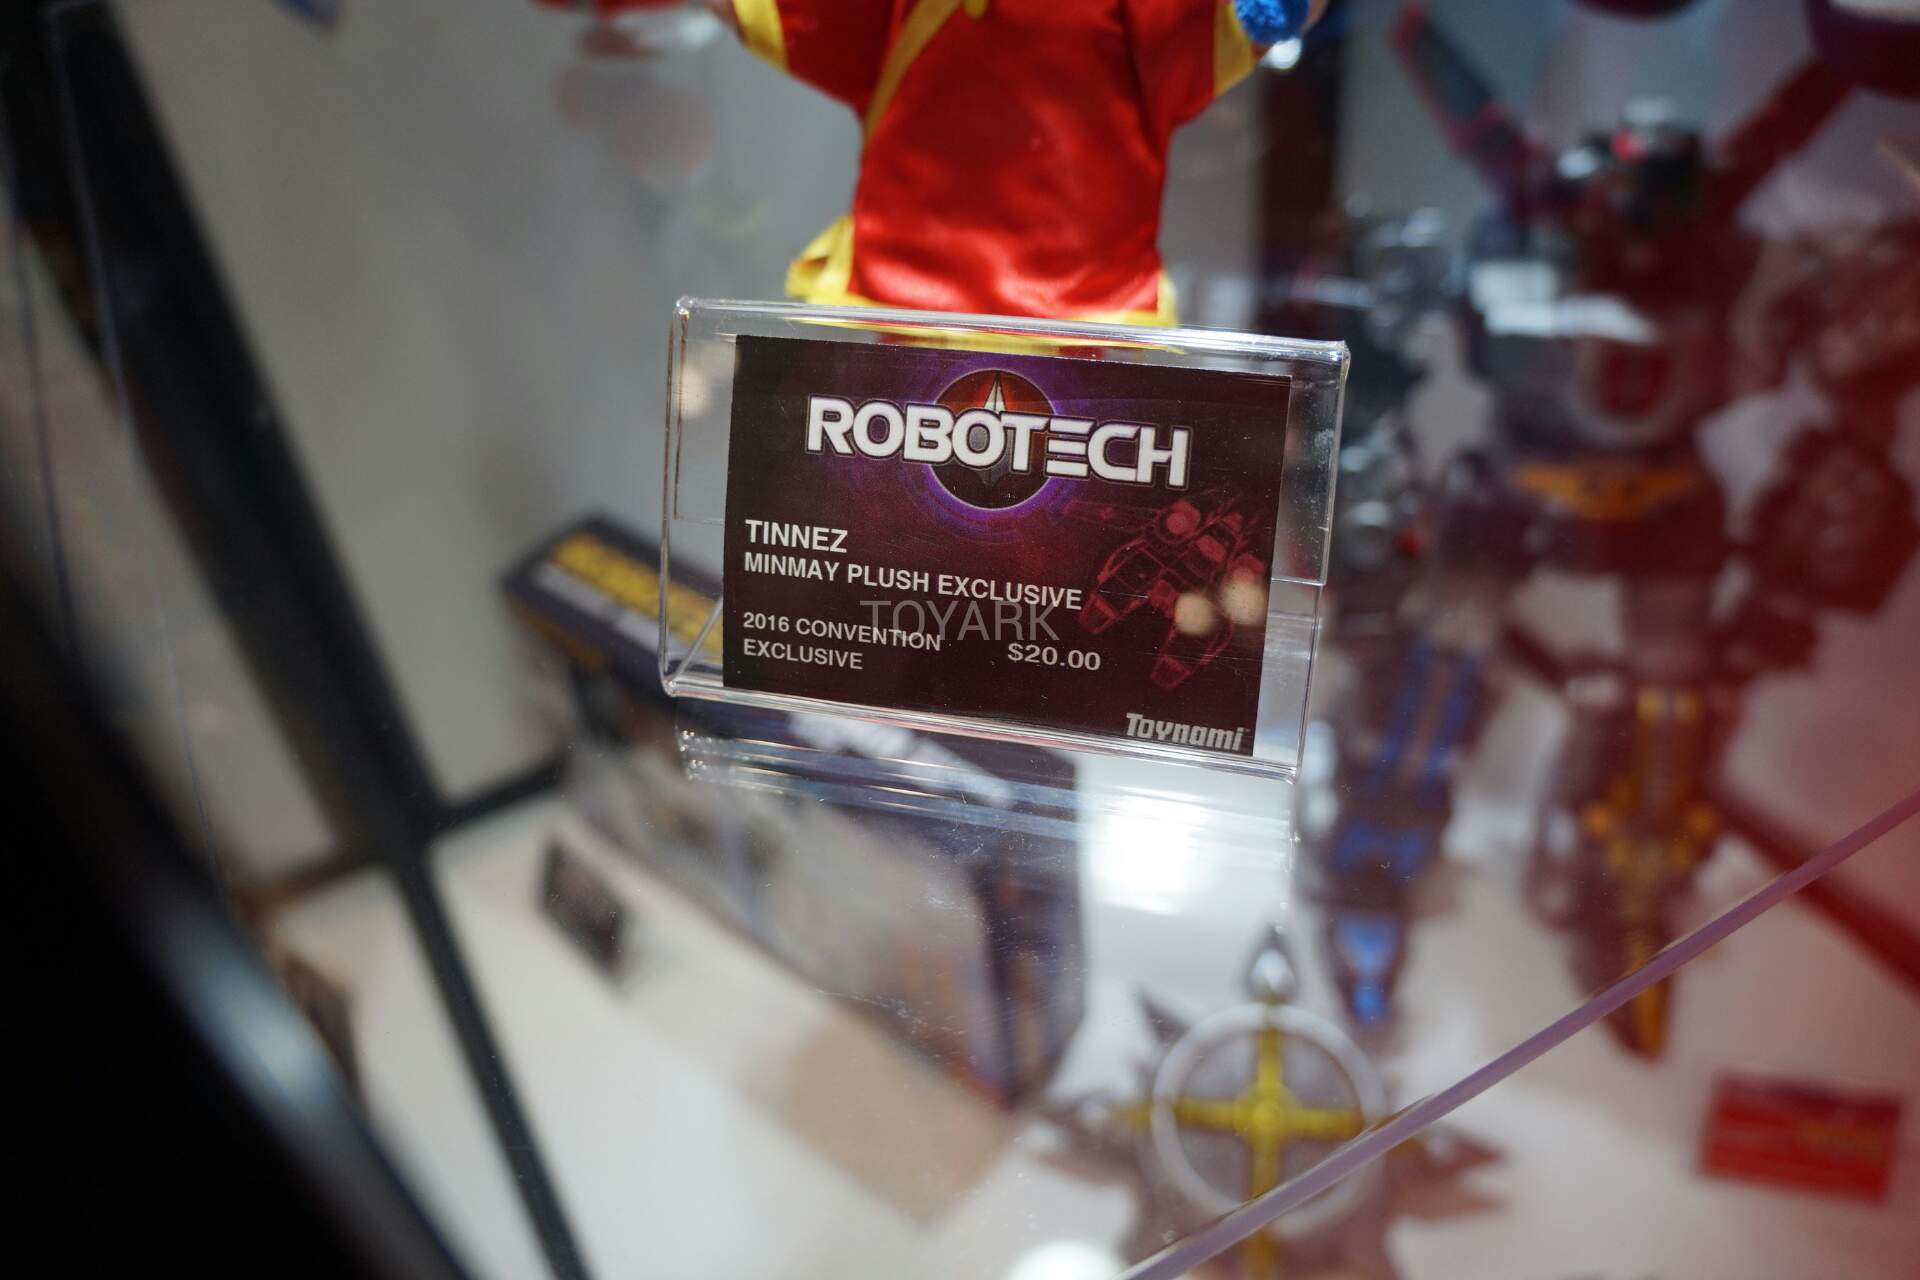 ROBOTECH
TINNEZ
MINMAY PLUSH EXCLUSIVE
TOYARK
2016 CONVENTION
EXCLUSIVE
$20.00
Toynami